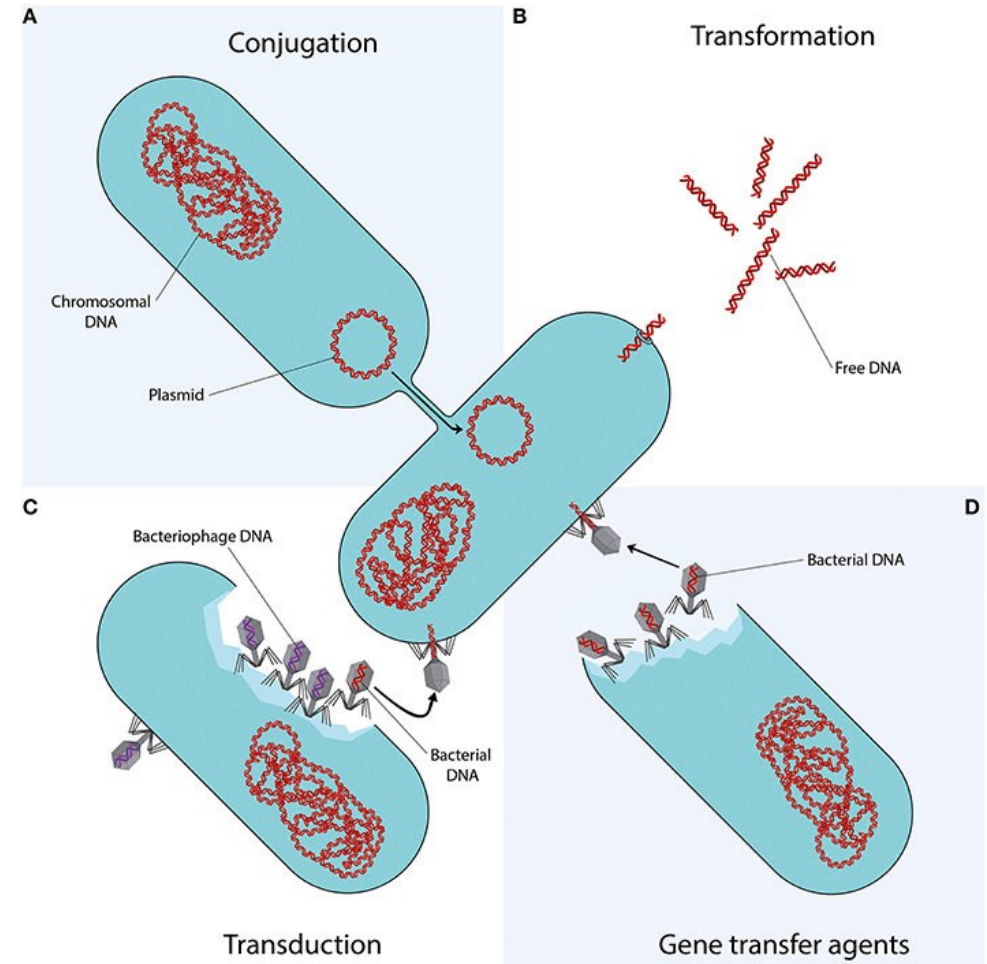 A
Conjugation
Chromosomal
DNA
Plasmid
B
Transformation
Free DNA
C
Bacteriophage DNA
Bacterial
DNA
Transduction
D
Bacterial DNA
Gene transfer agents